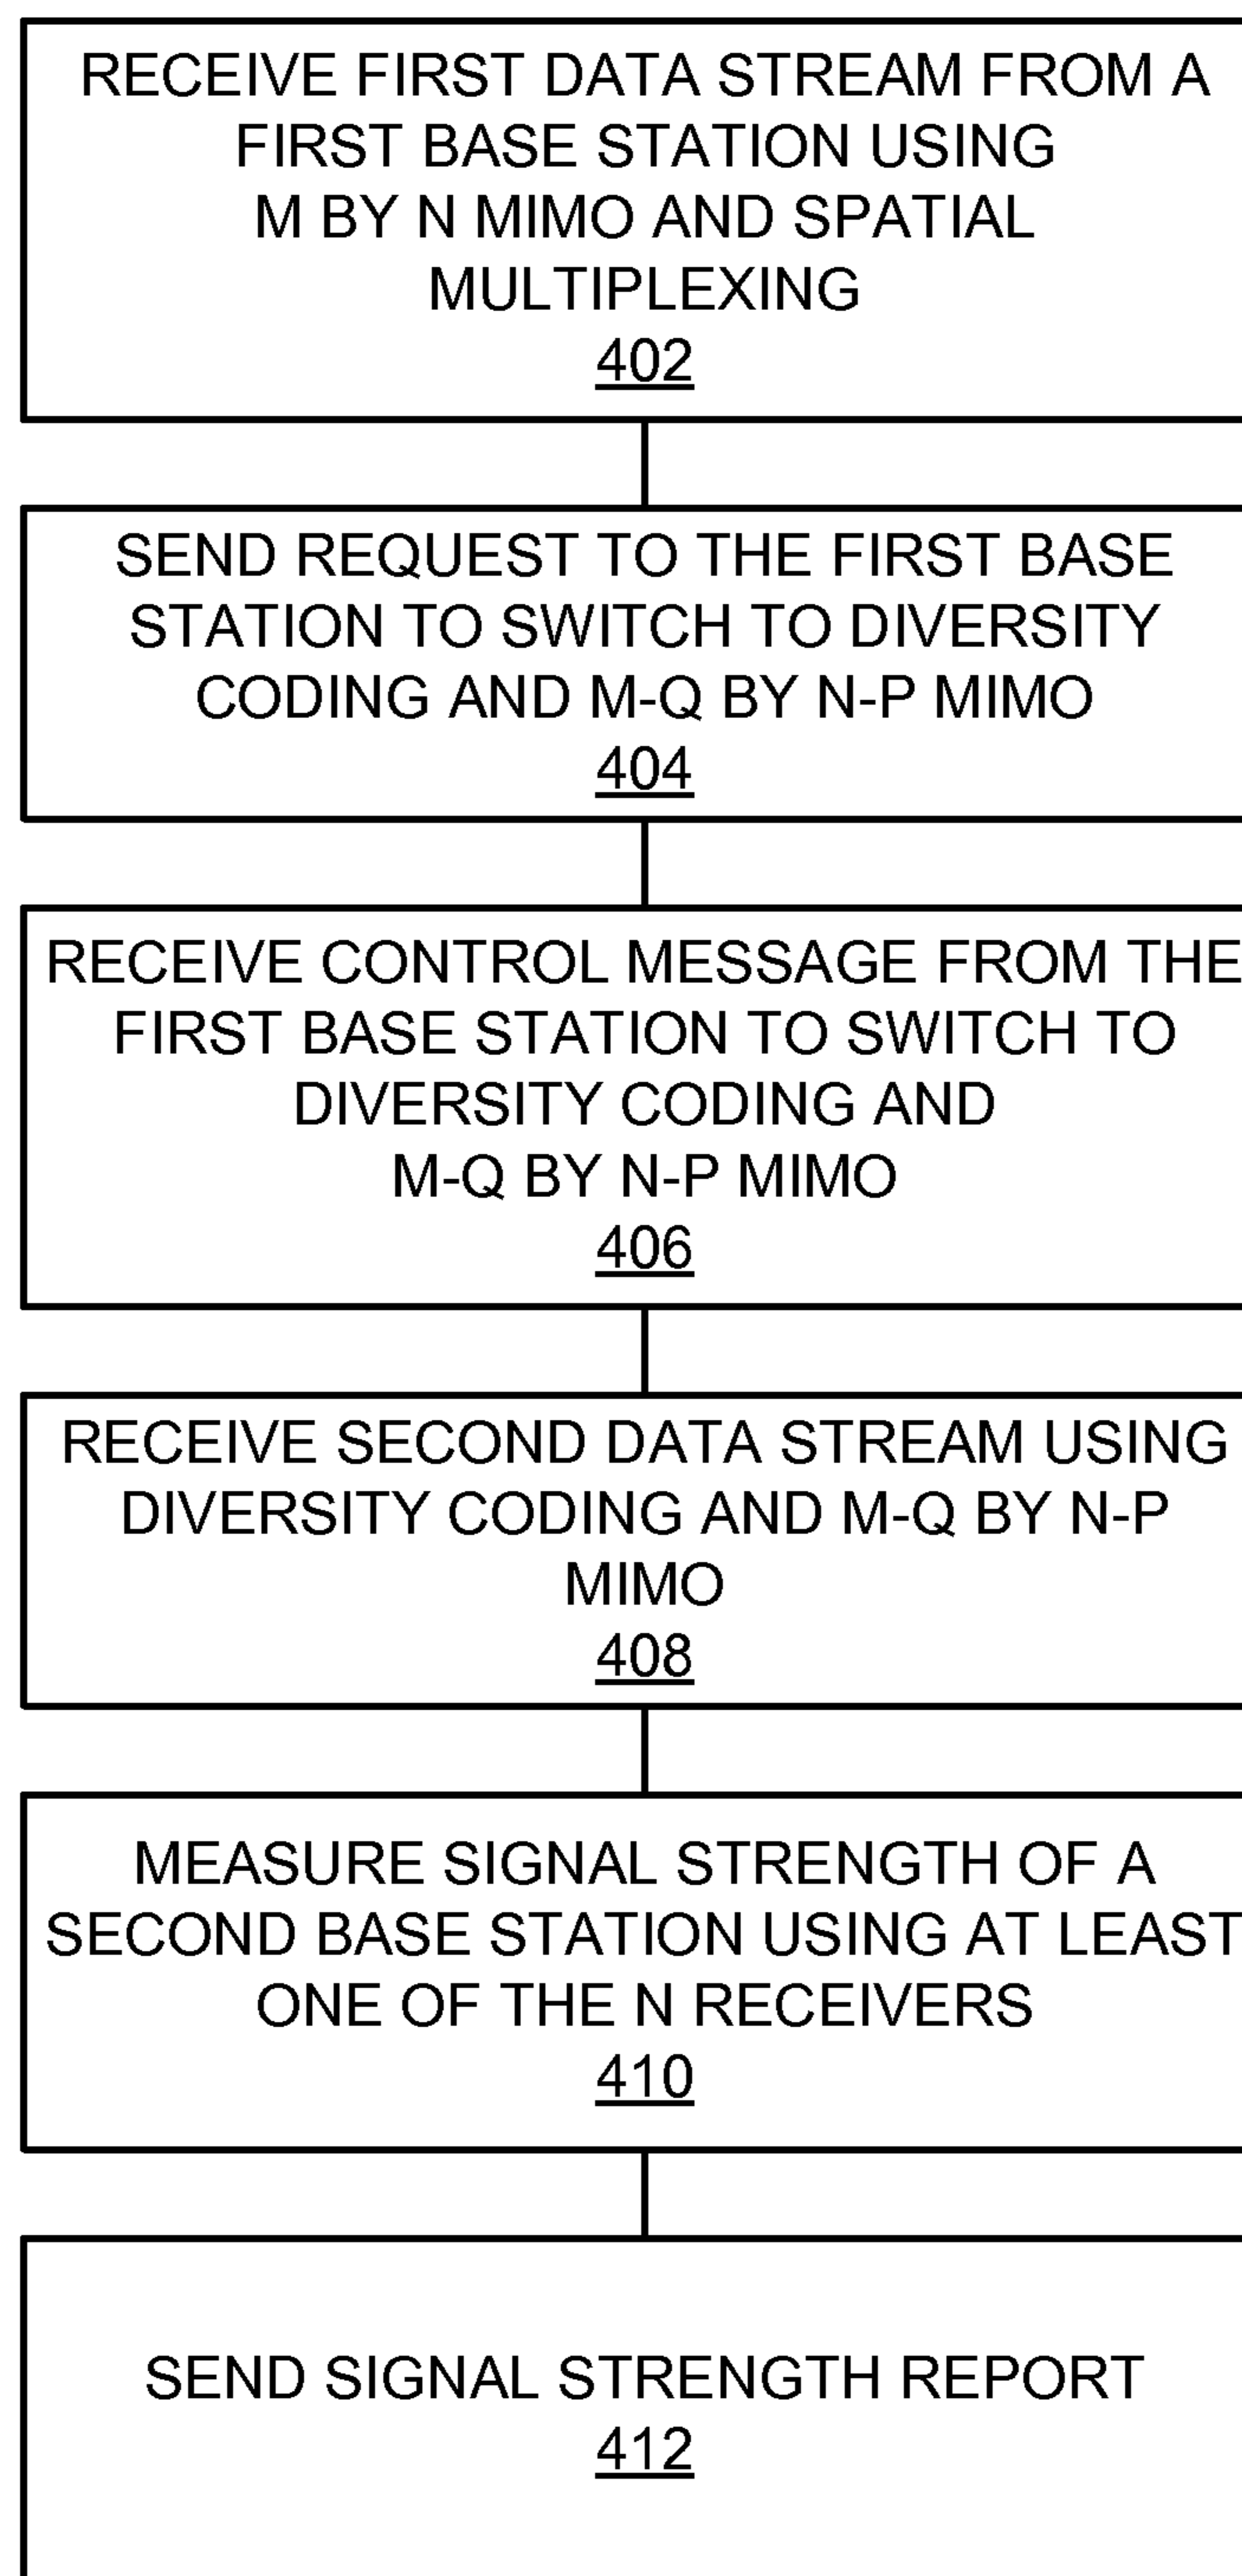 RECEIVE FIRST DATA STREAM FROM A
FIRST BASE STATION USING
M BY N MIMO AND SPATIAL
MULTIPLEXING
402
SEND REQUEST TO THE FIRST BASE
STATION TO SWITCH TO DIVERSITY
CODING AND M-Q BY N-P MIMO
404
RECEIVE CONTROL MESSAGE FROM THE
FIRST BASE STATION TO SWITCH TO
DIVERSITY CODING AND
M-Q BY N-P MIMO
406
RECEIVE SECOND DATA STREAM USING
DIVERSITY CODING AND M-Q BY N-P
MIMO
408
MEASURE SIGNAL STRENGTH OF A
SECOND BASE STATION USING AT LEAST
ONE OF THE N RECEIVERS
410
SEND SIGNAL STRENGTH REPORT
412